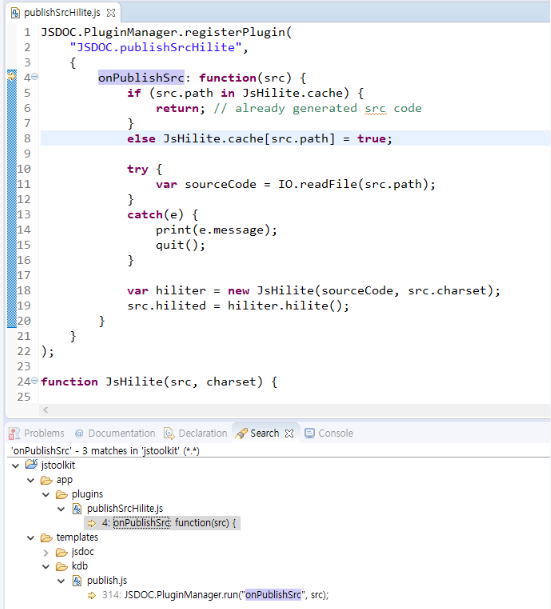 publishSrcHilite.js
1 JSDOC.PluginManager.registerPlugin(
2 "JSDOC.publishSrcHilite",
3 {
4 onPublishSrc: function(src) {
5 if (src.path in JsHilite.cache) {
6 return; // already generated src code
7 }
8 else JsHilite.cache[src.path] = true;
9
10 try {
11 var sourceCode = IO.readFile(src.path);
12 }
13 catch(e) {
14 print(e.message);
15 quit();
16 }
17
18 var hiliter = new JsHilite(sourceCode, src.charset);
19 src.hilited = hiliter.hilite();
20 }
21 }
22 );
23
24 function JsHilite(src, charset) {
25
Problems @ Documentation Declaration Search Console
'onPublishSrc' - 3 matches in 'jstoolkit' (*.*)
jstoolkit
app
plugins
publishSrcHilite.js
4: onPublishSrc: function(src) {
templates
jsdoc
kdb
publish.js
314: JSDOC.PluginManager.run("onPublishSrc", src);